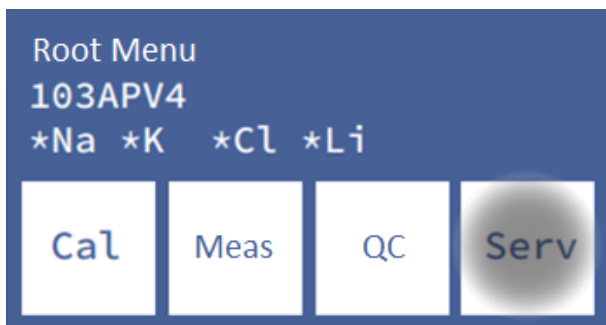 Root Menu
103APV4
*Na *K  *Cl *Li
Cal Meas QC Serv